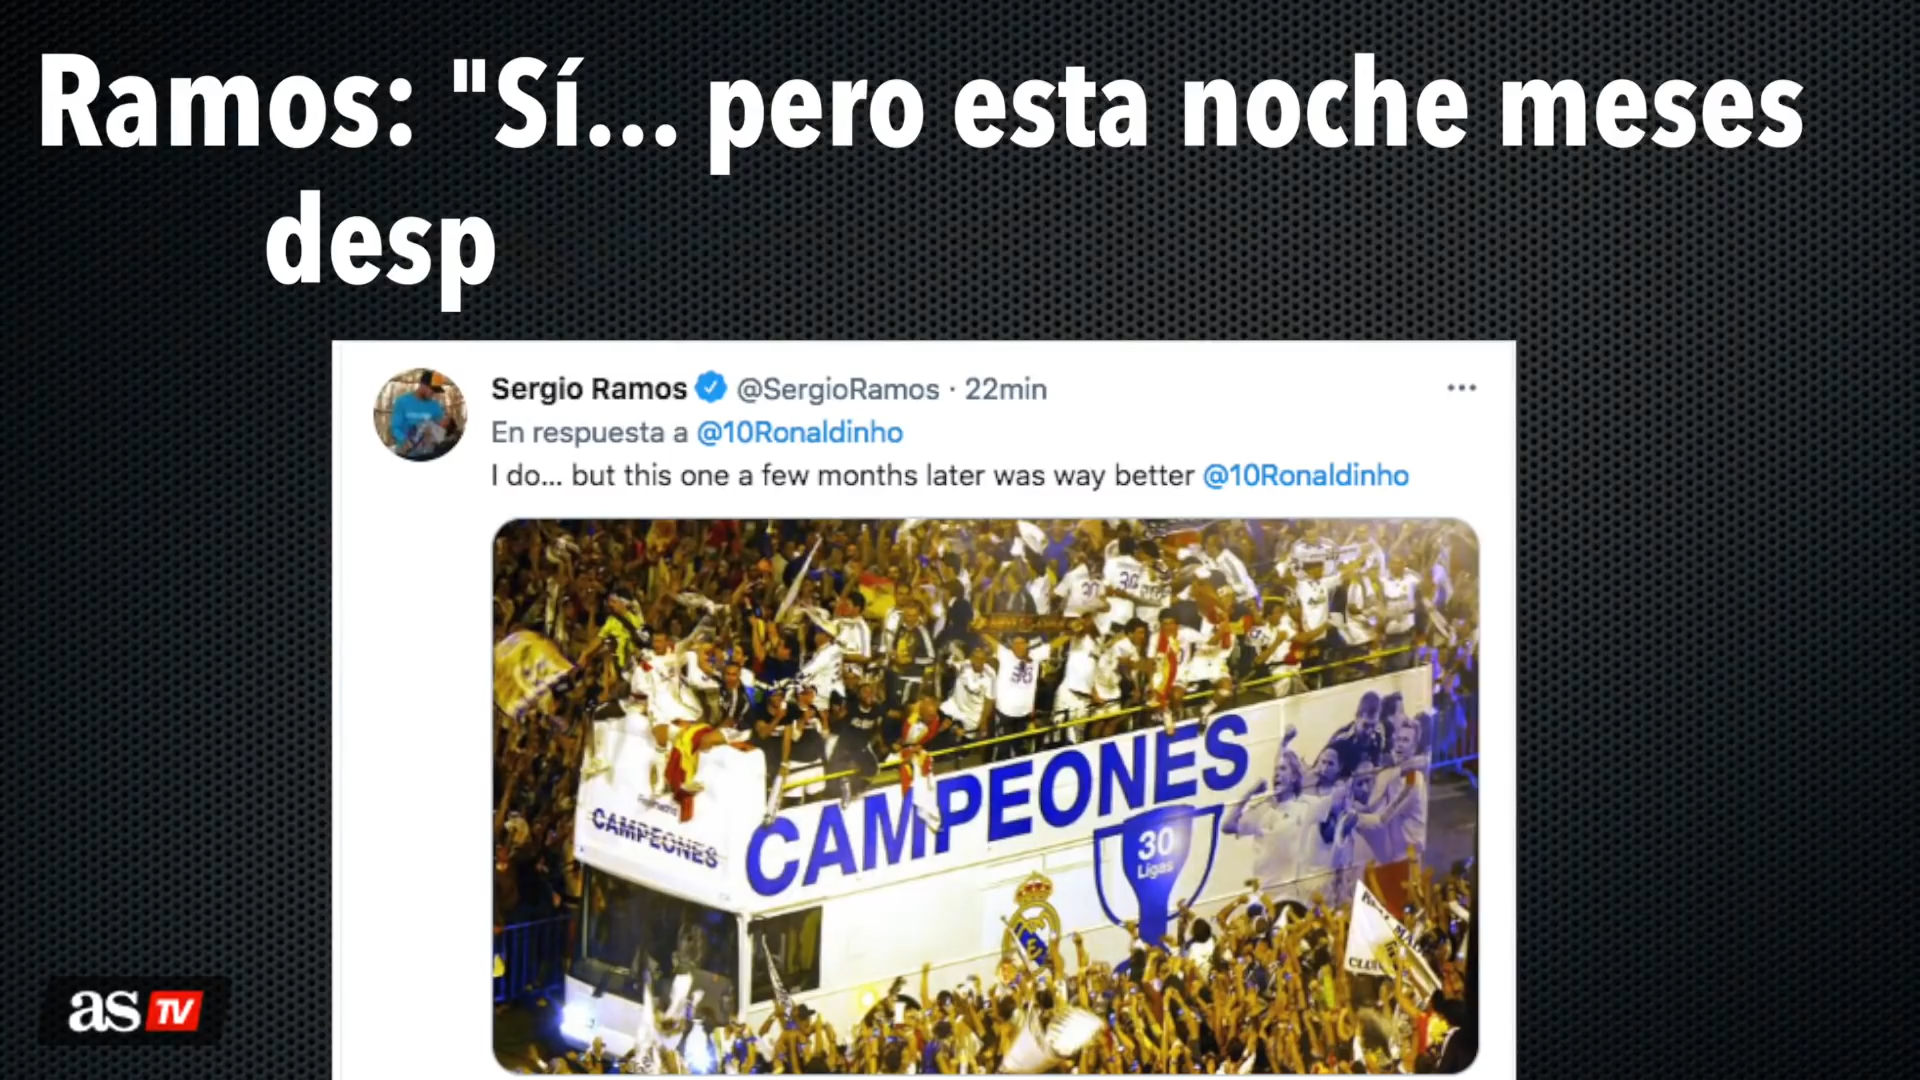 Ramos: "Sí... pero esta noche meses
desp
Sergio Ramos @SergioRamos · 22min
En respuesta a @10Ronaldinho
I do... but this one a few months later was way better @10Ronaldinho
CAMPEONES
CAMPEONES
30
Ligas
as TV